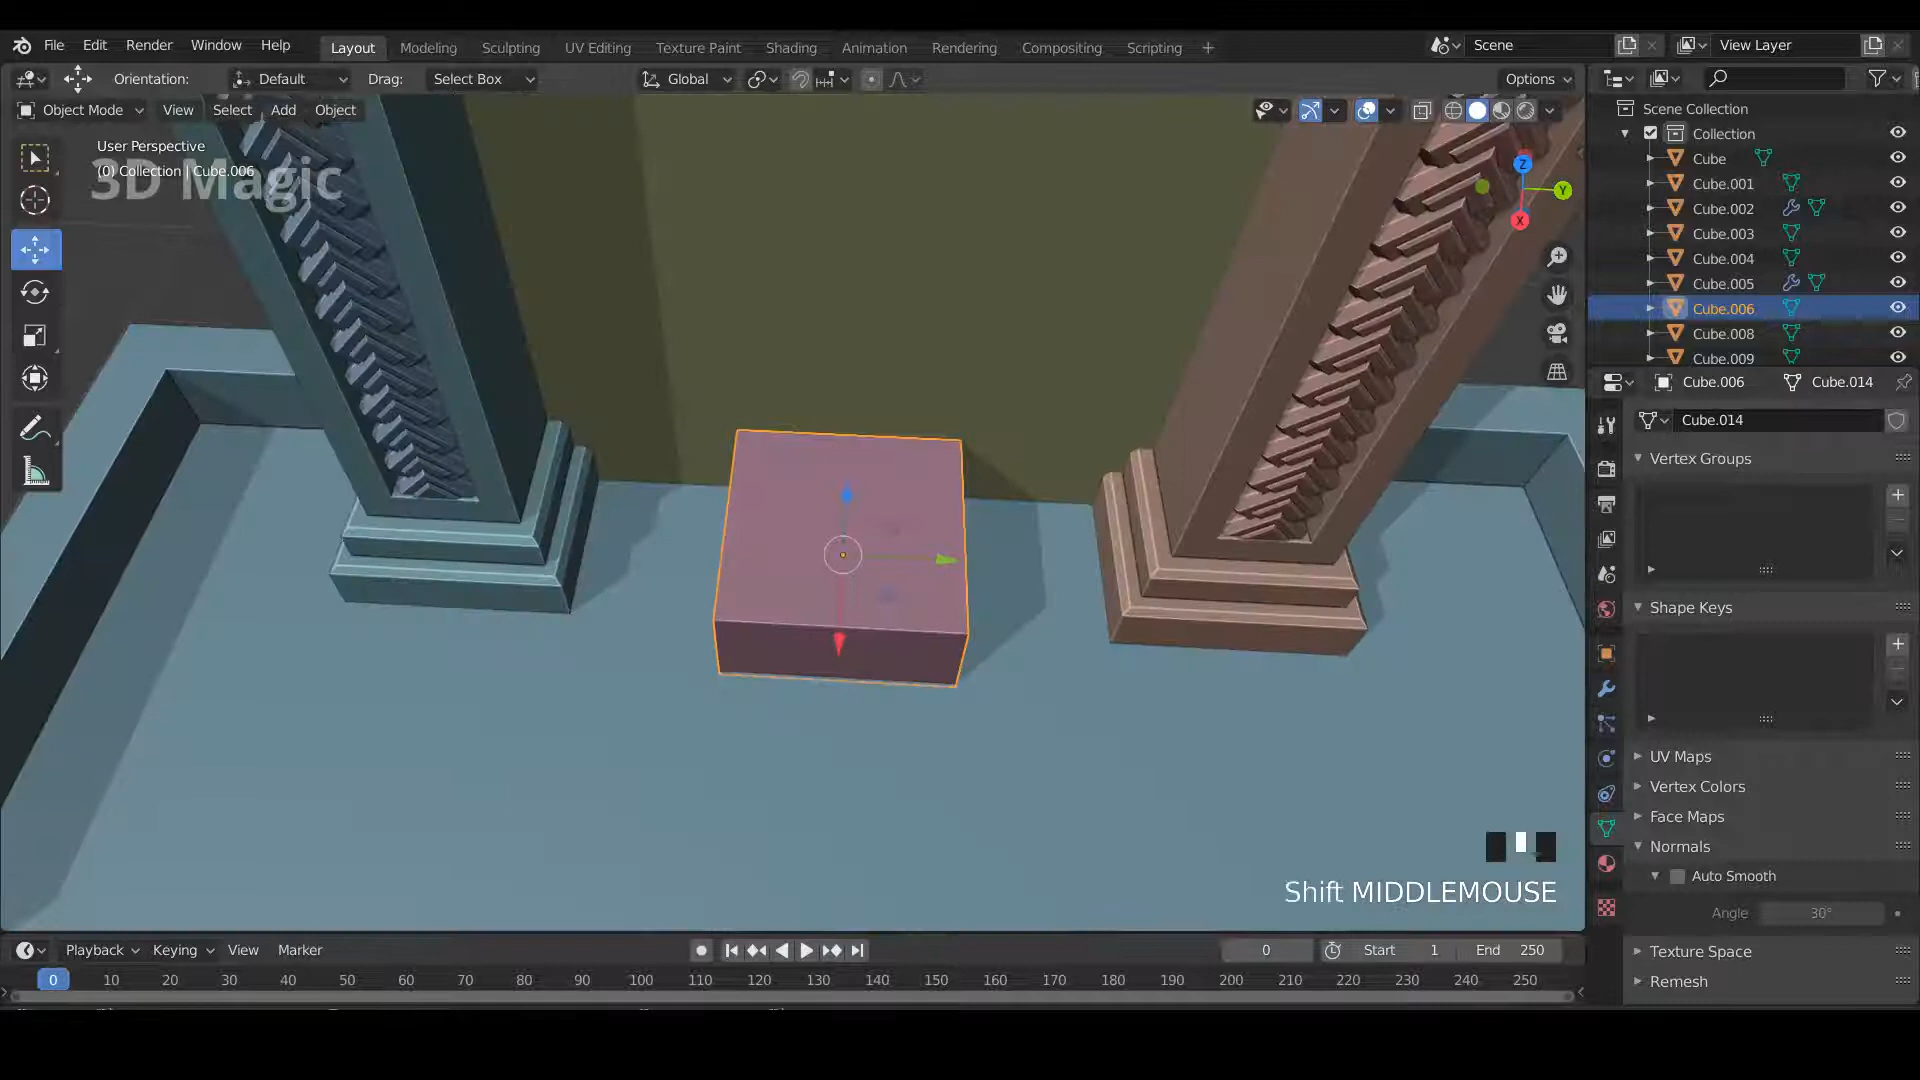 File Edit Render Window Help Layout Modeling Sculpting UV Editing Texture Paint Shading Animation Rendering Compositing Scripting + Scene View Layer
Orientation: Default Drag: Select Box Global Options
Object Mode View Select Add Object
User Perspective
(0) Collection | Cube.006
3D Magic
Z
Y
X
Scene Collection
Collection
Cube
Cube.001
Cube.002
Cube.003
Cube.004
Cube.005
Cube.006
Cube.008
Cube.009
Cube.006 Cube.014
Cube.014
Vertex Groups
Shape Keys
UV Maps
Vertex Colors
Face Maps
Normals
Auto Smooth
Angle 30°
Texture Space
Remesh
Shift MIDDLEMOUSE
Playback Keying View Marker 0 Start 1 End 250
0 10 20 30 40 50 60 70 80 90 100 110 120 130 140 150 160 170 180 190 200 210 220 230 240 250